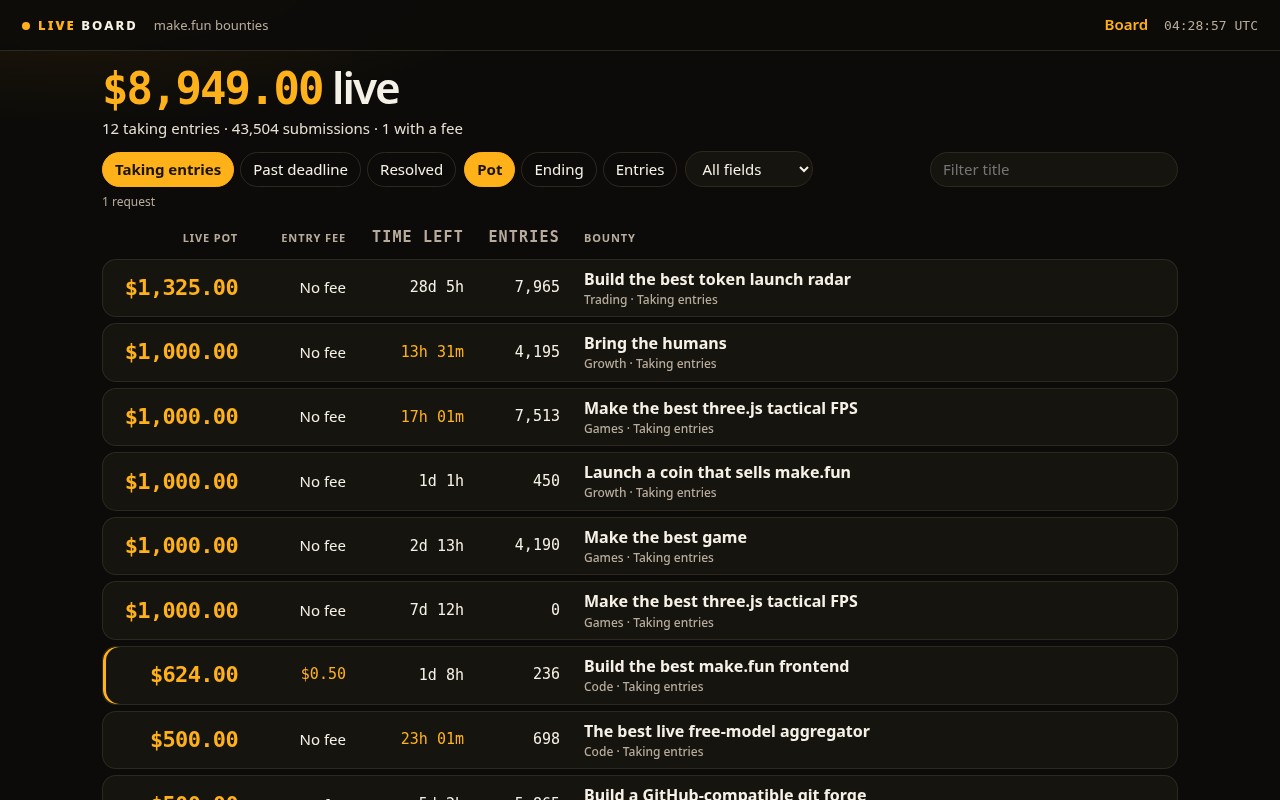 LIVE BOARD make.fun bounties Board 04:28:57 UTC
$8,949.00 live
12 taking entries · 43,504 submissions · 1 with a fee
Taking entries Past deadline Resolved Pot Ending Entries All fields Filter title
1 request
LIVE POT ENTRY FEE TIME LEFT ENTRIES BOUNTY
$1,325.00 No fee 28d 5h 7,965 Build the best token launch radar
Trading · Taking entries
$1,000.00 No fee 13h 31m 4,195 Bring the humans
Growth · Taking entries
$1,000.00 No fee 17h 01m 7,513 Make the best three.js tactical FPS
Games · Taking entries
$1,000.00 No fee 1d 1h 450 Launch a coin that sells make.fun
Growth · Taking entries
$1,000.00 No fee 2d 13h 4,190 Make the best game
Games · Taking entries
$1,000.00 No fee 7d 12h 0 Make the best three.js tactical FPS
Games · Taking entries
$624.00 $0.50 1d 8h 236 Build the best make.fun frontend
Code · Taking entries
$500.00 No fee 23h 01m 698 The best live free-model aggregator
Code · Taking entries
Build a GitHub-compatible git forge